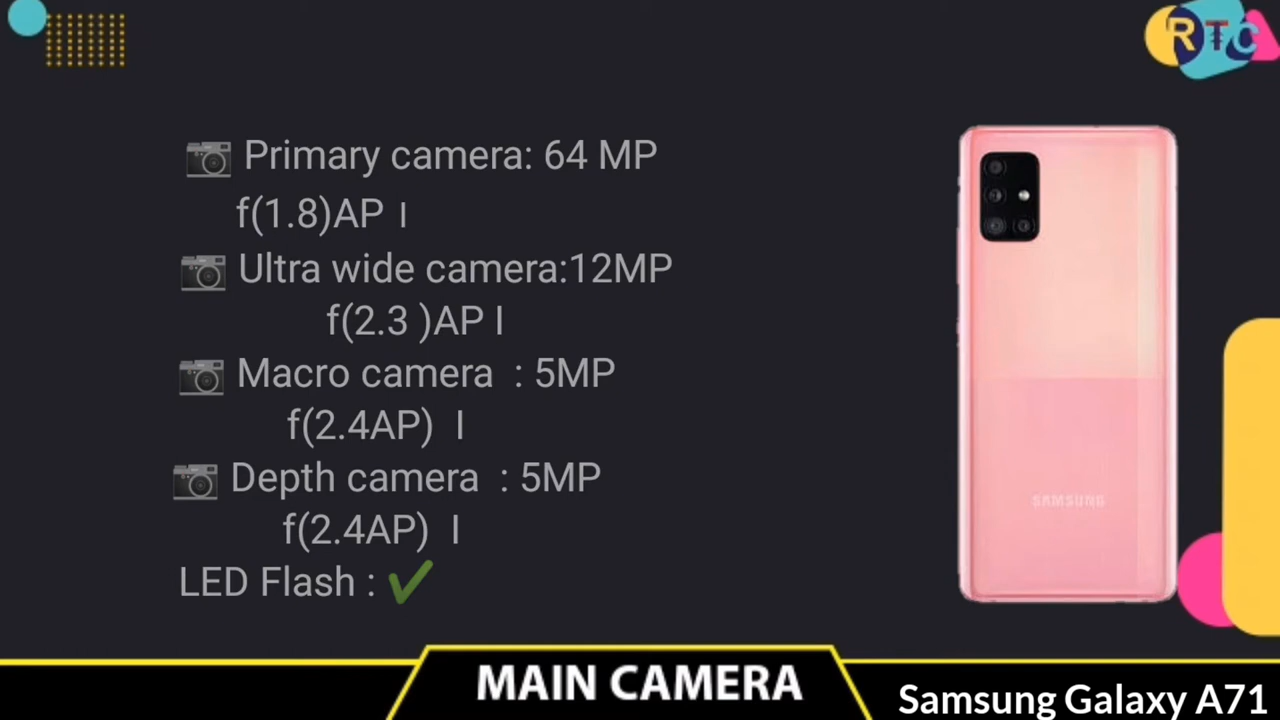 RTC
📷 Primary camera: 64 MP
f(1.8)AP I
📷 Ultra wide camera:12MP
f(2.3 )AP I
📷 Macro camera : 5MP
f(2.4AP) I
📷 Depth camera : 5MP
f(2.4AP) I
LED Flash : ✔
SAMSUNG
MAIN CAMERA
Samsung Galaxy A71